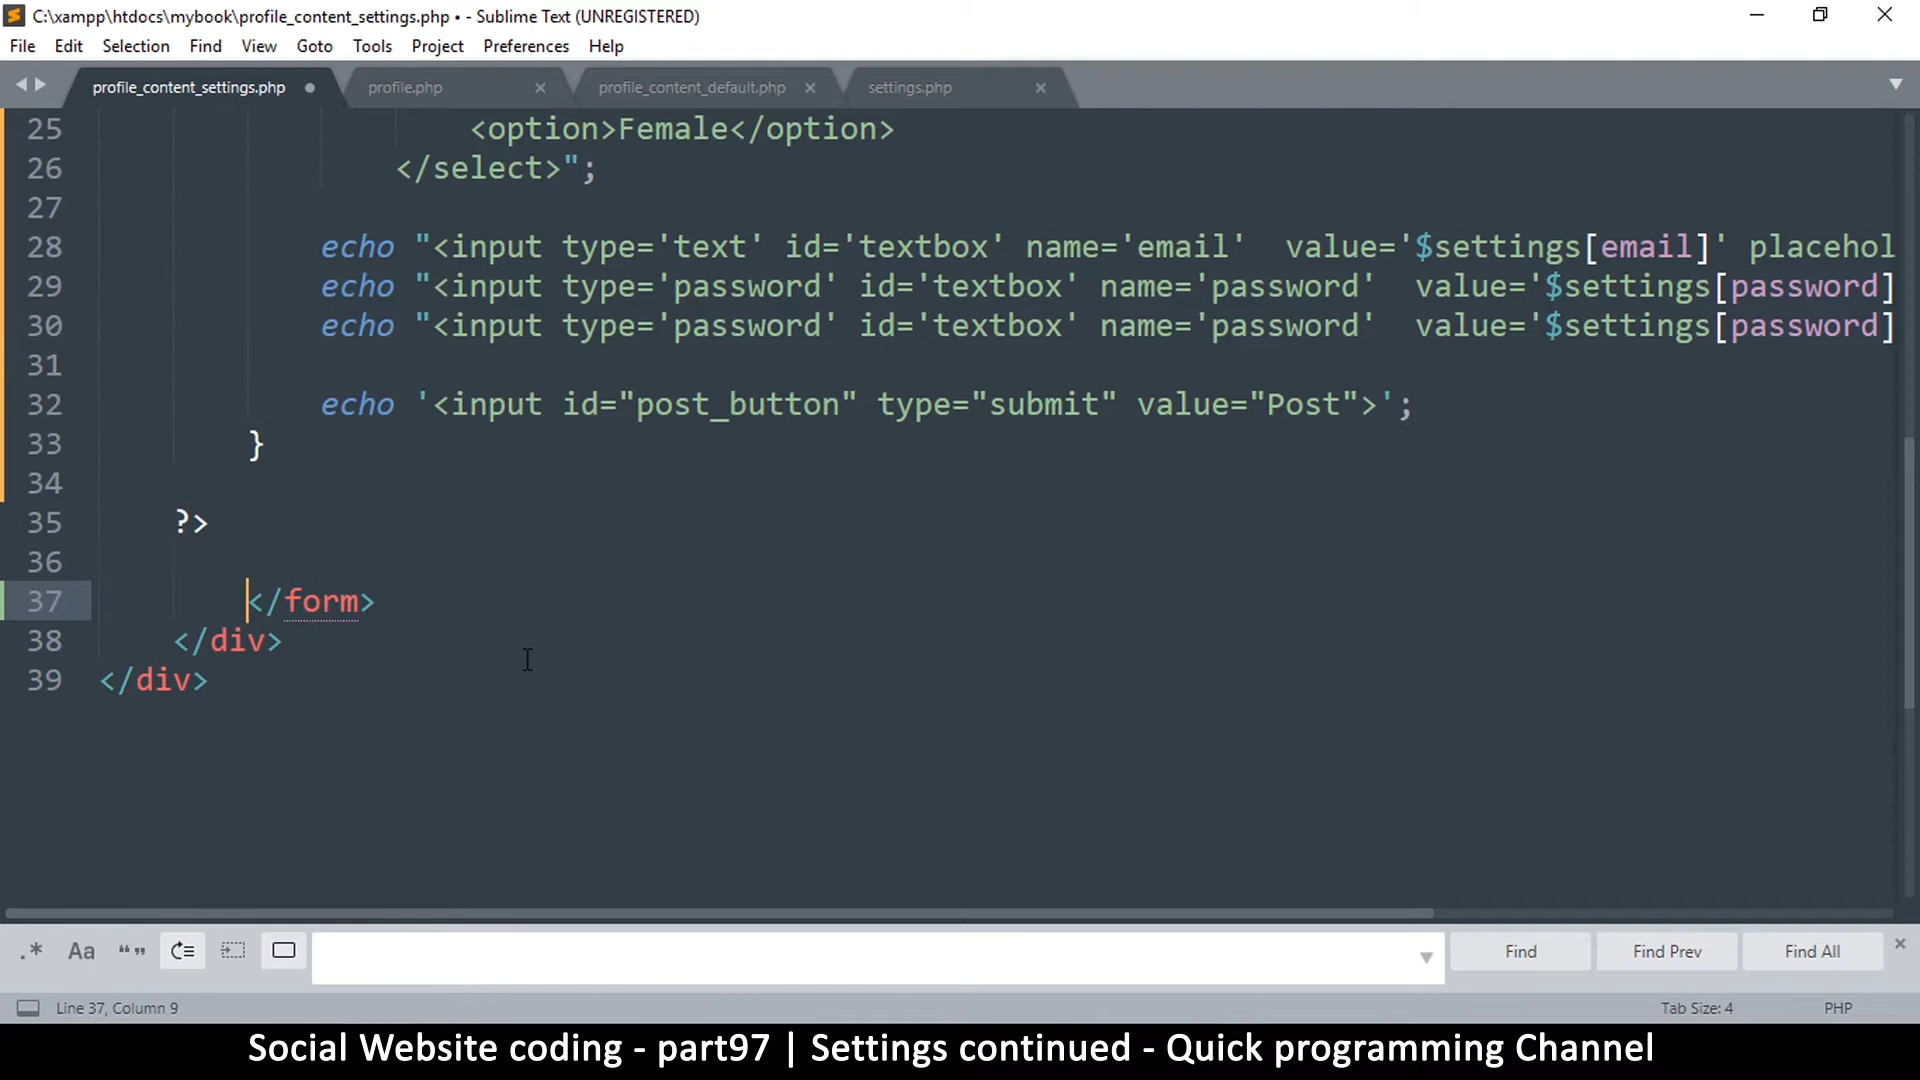 C:\xampp\htdocs\mybook\profile_content_settings.php • - Sublime Text (UNREGISTERED)
File Edit Selection Find View Goto Tools Project Preferences Help
profile_content_settings.php profile.php profile_content_default.php settings.php
25 <option>Female</option>
26 </select>";
27
28 echo "<input type='text' id='textbox' name='email'  value='$settings[email]' placehol
29 echo "<input type='password' id='textbox' name='password'  value='$settings[password]
30 echo "<input type='password' id='textbox' name='password'  value='$settings[password]
31
32 echo '<input id="post_button" type="submit" value="Post">';
33 }
34
35 ?>
36
37 </form>
38 </div>
39 </div>
.* Aa “ ” Find Find Prev Find All
Line 37, Column 9 Tab Size: 4 PHP
Social Website coding - part97 | Settings continued - Quick programming Channel